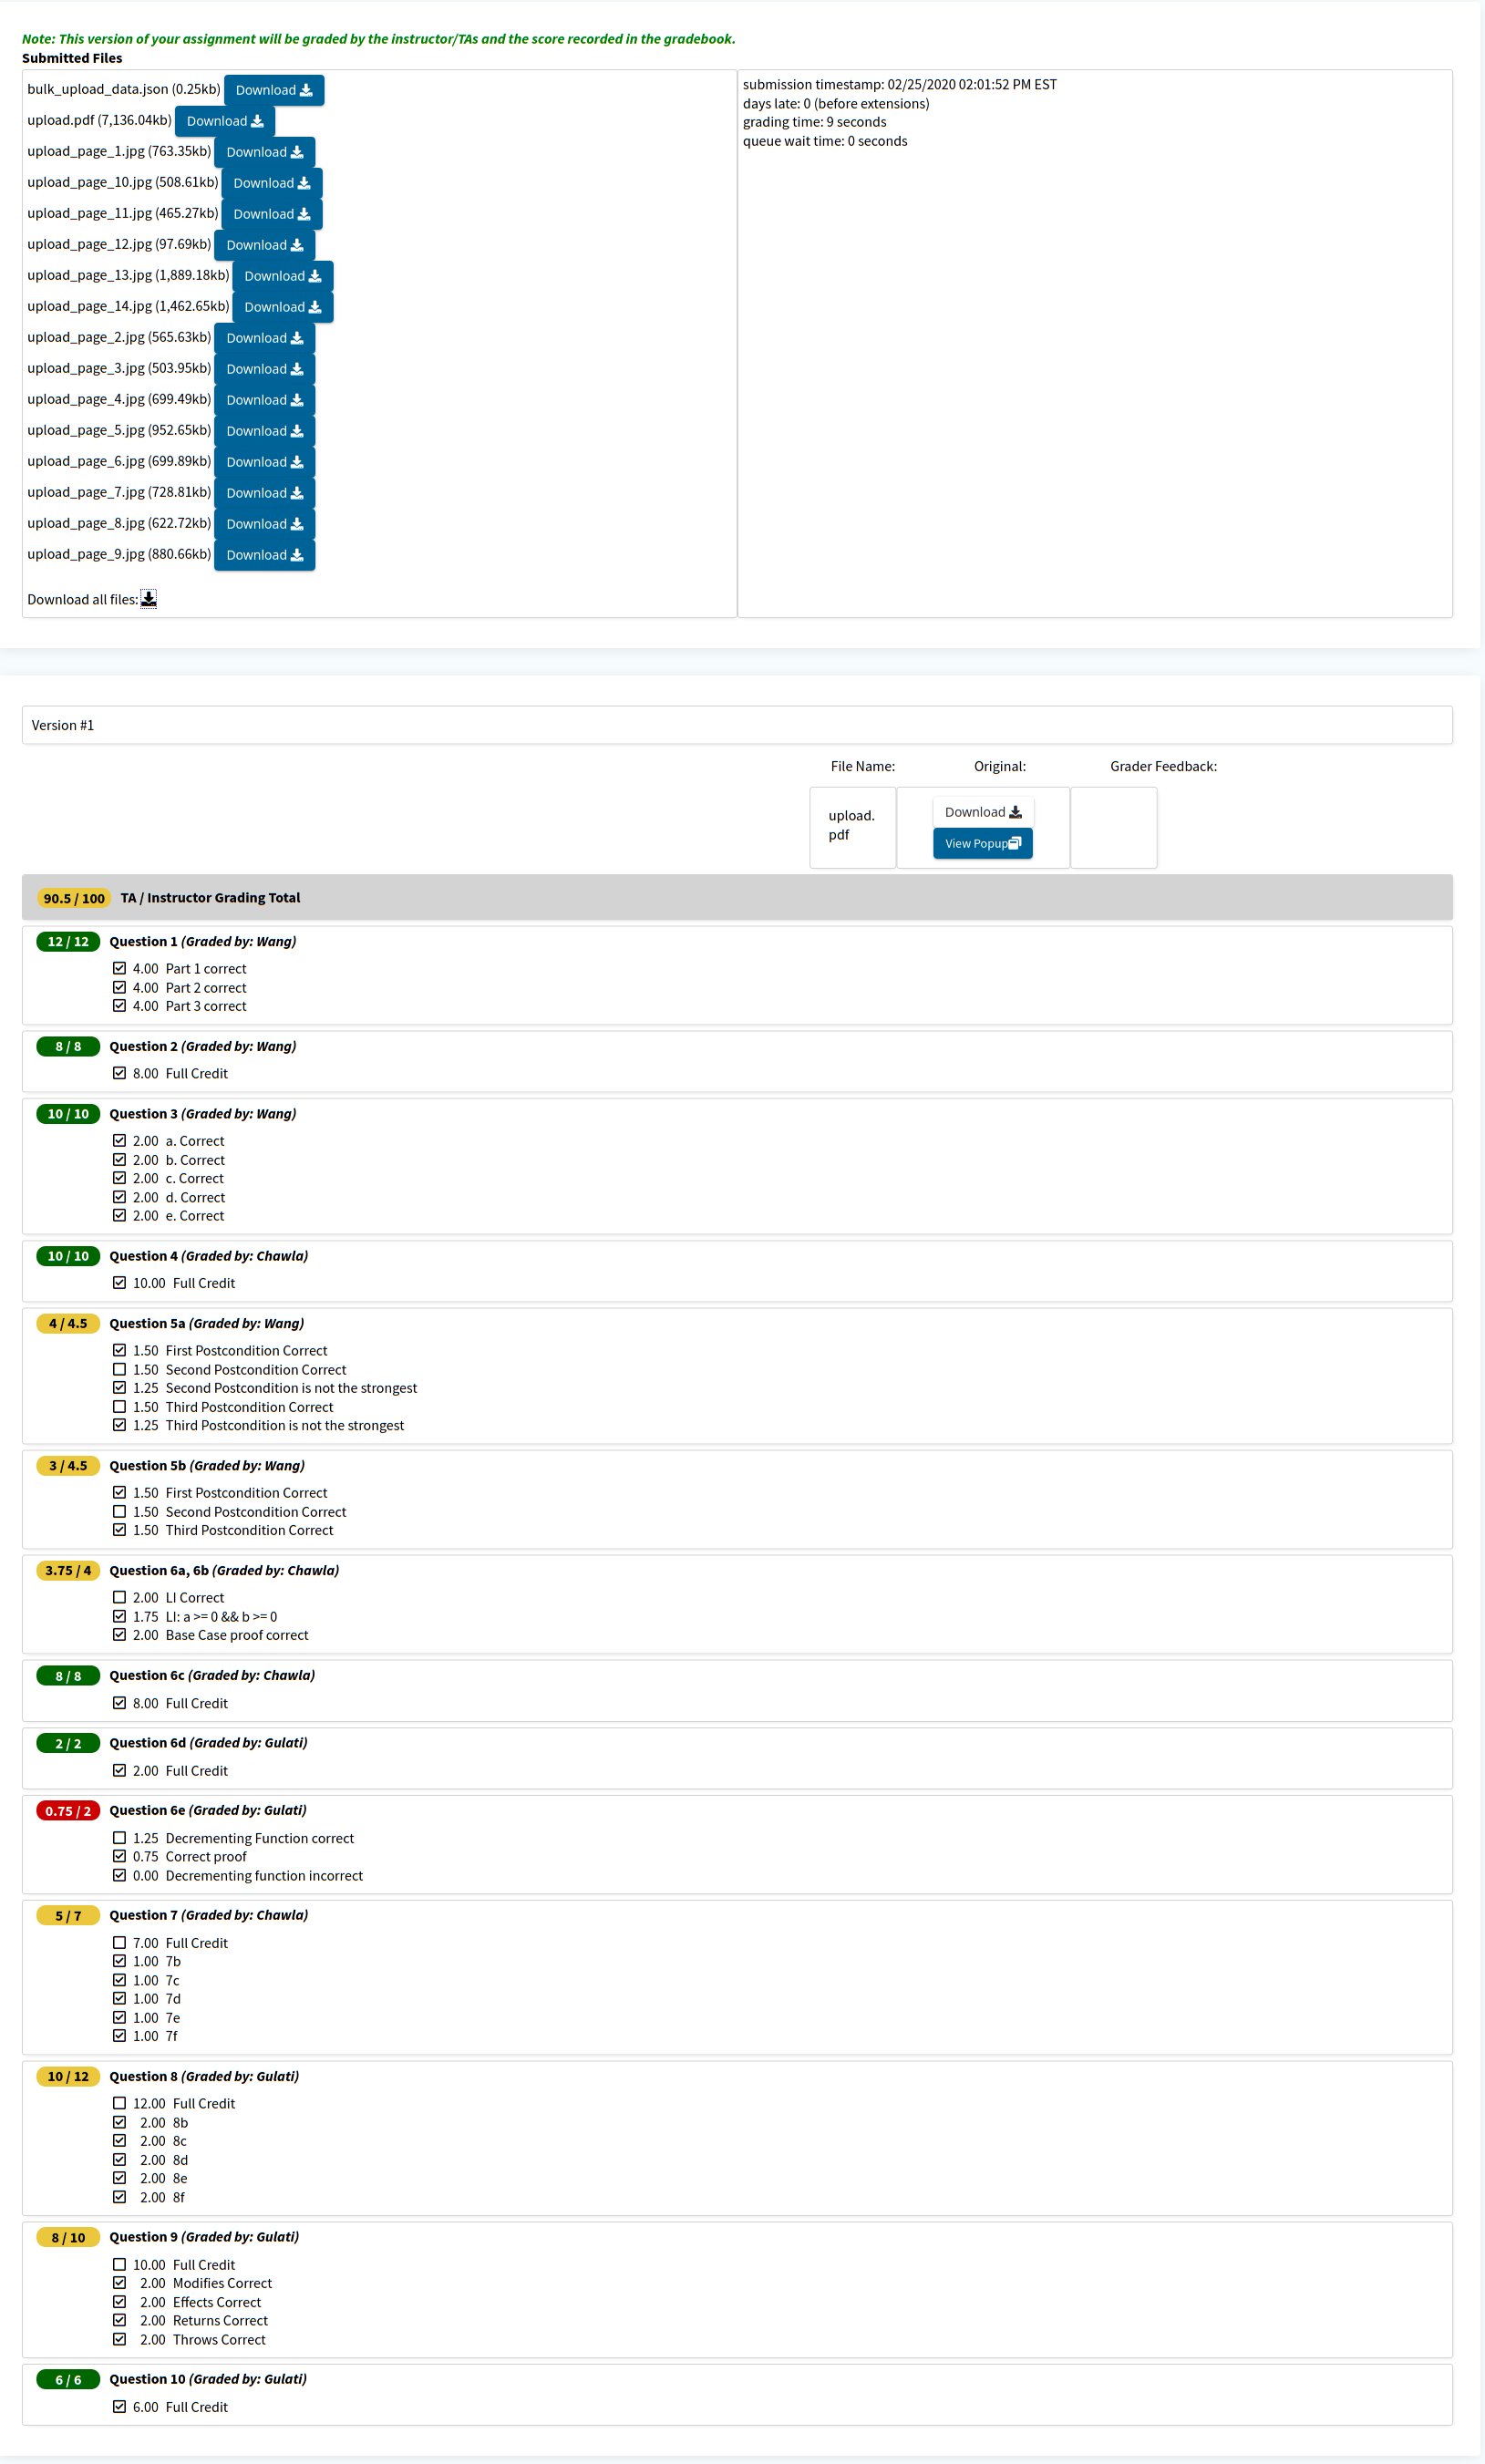 Note: This version of your assignment will be graded by the instructor/TAs and the score recorded in the gradebook.
Submitted Files
bulk_upload_data.json (0.25kb) Download
upload.pdf (7,136.04kb) Download
upload_page_1.jpg (763.35kb) Download
upload_page_10.jpg (508.61kb) Download
upload_page_11.jpg (465.27kb) Download
upload_page_12.jpg (97.69kb) Download
upload_page_13.jpg (1,889.18kb) Download
upload_page_14.jpg (1,462.65kb) Download
upload_page_2.jpg (565.63kb) Download
upload_page_3.jpg (503.95kb) Download
upload_page_4.jpg (699.49kb) Download
upload_page_5.jpg (952.65kb) Download
upload_page_6.jpg (699.89kb) Download
upload_page_7.jpg (728.81kb) Download
upload_page_8.jpg (622.72kb) Download
upload_page_9.jpg (880.66kb) Download
Download all files:
submission timestamp: 02/25/2020 02:01:52 PM EST
days late: 0 (before extensions)
grading time: 9 seconds
queue wait time: 0 seconds
Version #1
File Name: Original: Grader Feedback:
upload.
pdf
Download
View Popup
90.5 / 100 TA / Instructor Grading Total
12 / 12 Question 1 (Graded by: Wang)
4.00 Part 1 correct
4.00 Part 2 correct
4.00 Part 3 correct
8 / 8 Question 2 (Graded by: Wang)
8.00 Full Credit
10 / 10 Question 3 (Graded by: Wang)
2.00 a. Correct
2.00 b. Correct
2.00 c. Correct
2.00 d. Correct
2.00 e. Correct
10 / 10 Question 4 (Graded by: Chawla)
10.00 Full Credit
4 / 4.5 Question 5a (Graded by: Wang)
1.50 First Postcondition Correct
1.50 Second Postcondition Correct
1.25 Second Postcondition is not the strongest
1.50 Third Postcondition Correct
1.25 Third Postcondition is not the strongest
3 / 4.5 Question 5b (Graded by: Wang)
1.50 First Postcondition Correct
1.50 Second Postcondition Correct
1.50 Third Postcondition Correct
3.75 / 4 Question 6a, 6b (Graded by: Chawla)
2.00 LI Correct
1.75 LI: a >= 0 && b >= 0
2.00 Base Case proof correct
8 / 8 Question 6c (Graded by: Chawla)
8.00 Full Credit
2 / 2 Question 6d (Graded by: Gulati)
2.00 Full Credit
0.75 / 2 Question 6e (Graded by: Gulati)
1.25 Decrementing Function correct
0.75 Correct proof
0.00 Decrementing function incorrect
5 / 7 Question 7 (Graded by: Chawla)
7.00 Full Credit
1.00 7b
1.00 7c
1.00 7d
1.00 7e
1.00 7f
10 / 12 Question 8 (Graded by: Gulati)
12.00 Full Credit
2.00 8b
2.00 8c
2.00 8d
2.00 8e
2.00 8f
8 / 10 Question 9 (Graded by: Gulati)
10.00 Full Credit
2.00 Modifies Correct
2.00 Effects Correct
2.00 Returns Correct
2.00 Throws Correct
6 / 6 Question 10 (Graded by: Gulati)
6.00 Full Credit